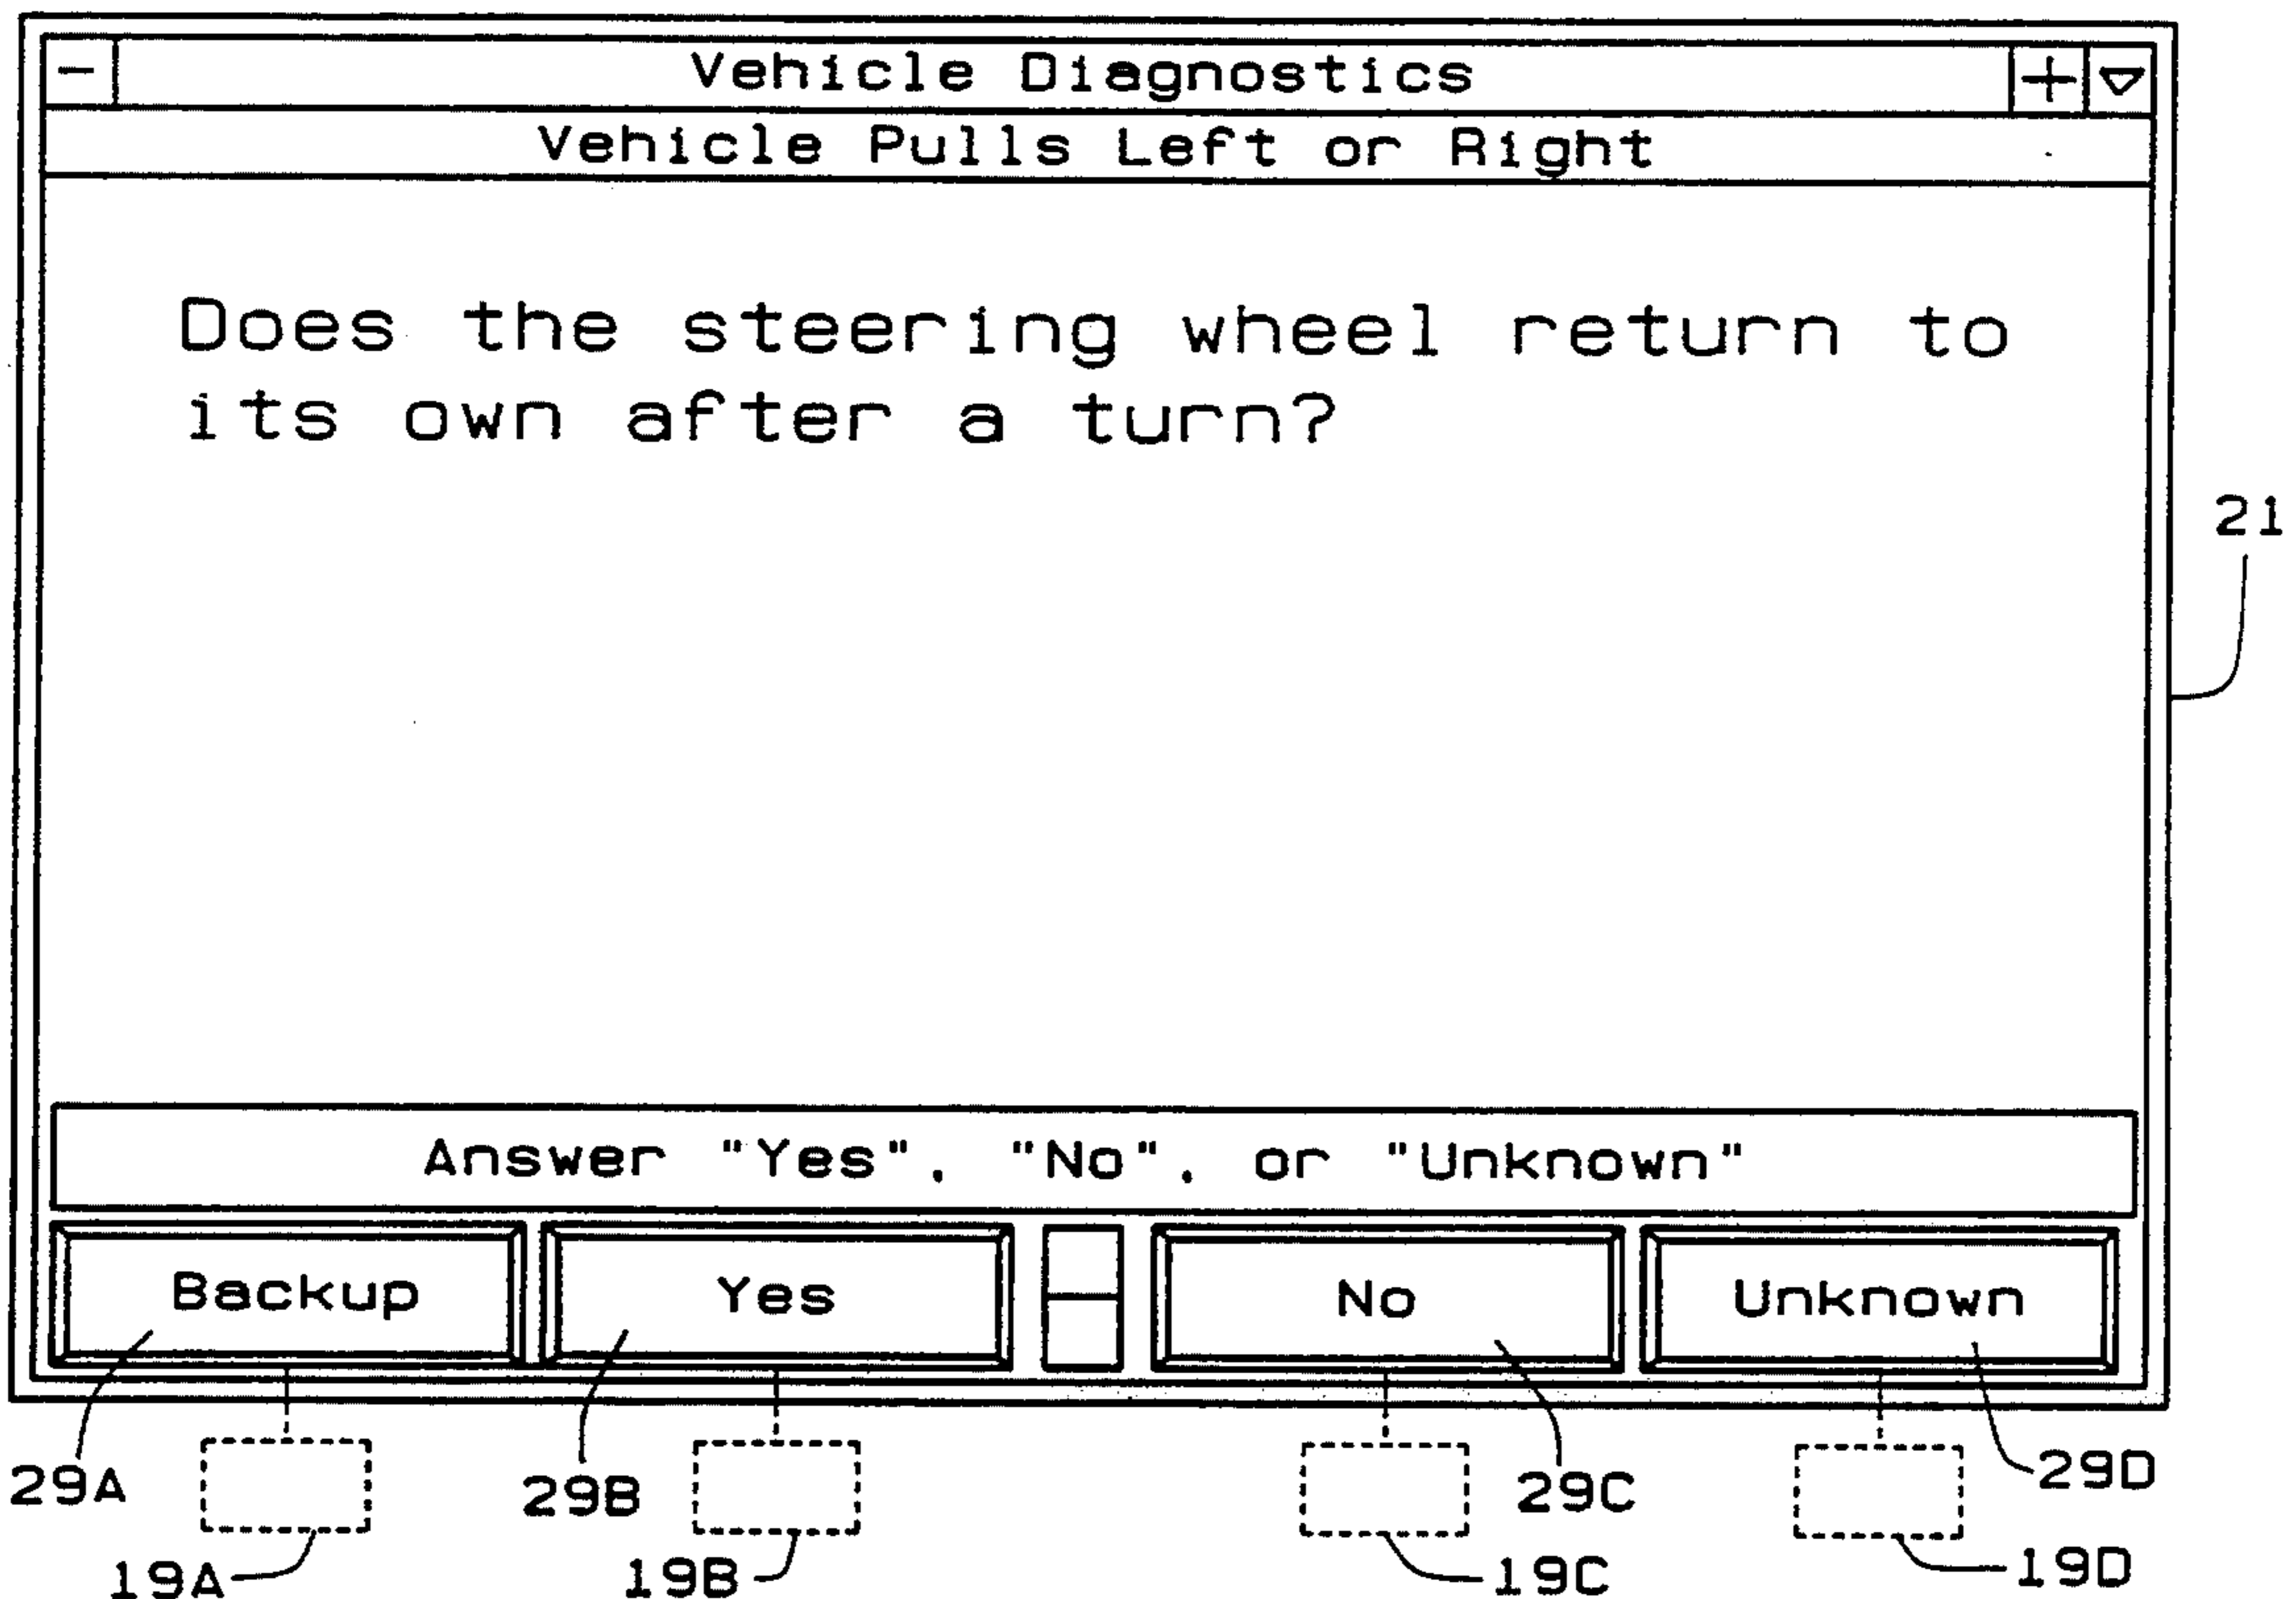 Vehicle Diagnostics
Vehicle Pulls Left or Right
Does the steering wheel return to
its own after a turn?
21
Answer "Yes", "No", or "Unknown"
Backup Yes No Unknown
29A 29B 29C 29D
19A 19B 19C 19D